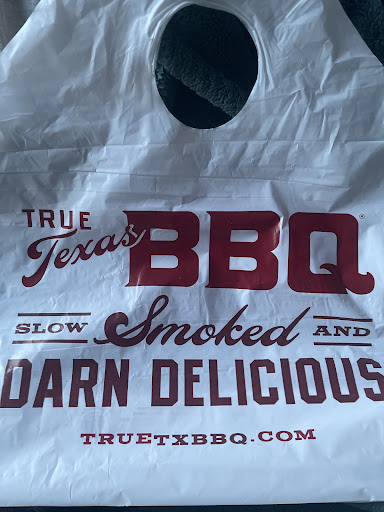 TRUE
Texas BBQ®
SLOW Smoked AND
DARN DELICIOUS
TRUETXBBQ.COM